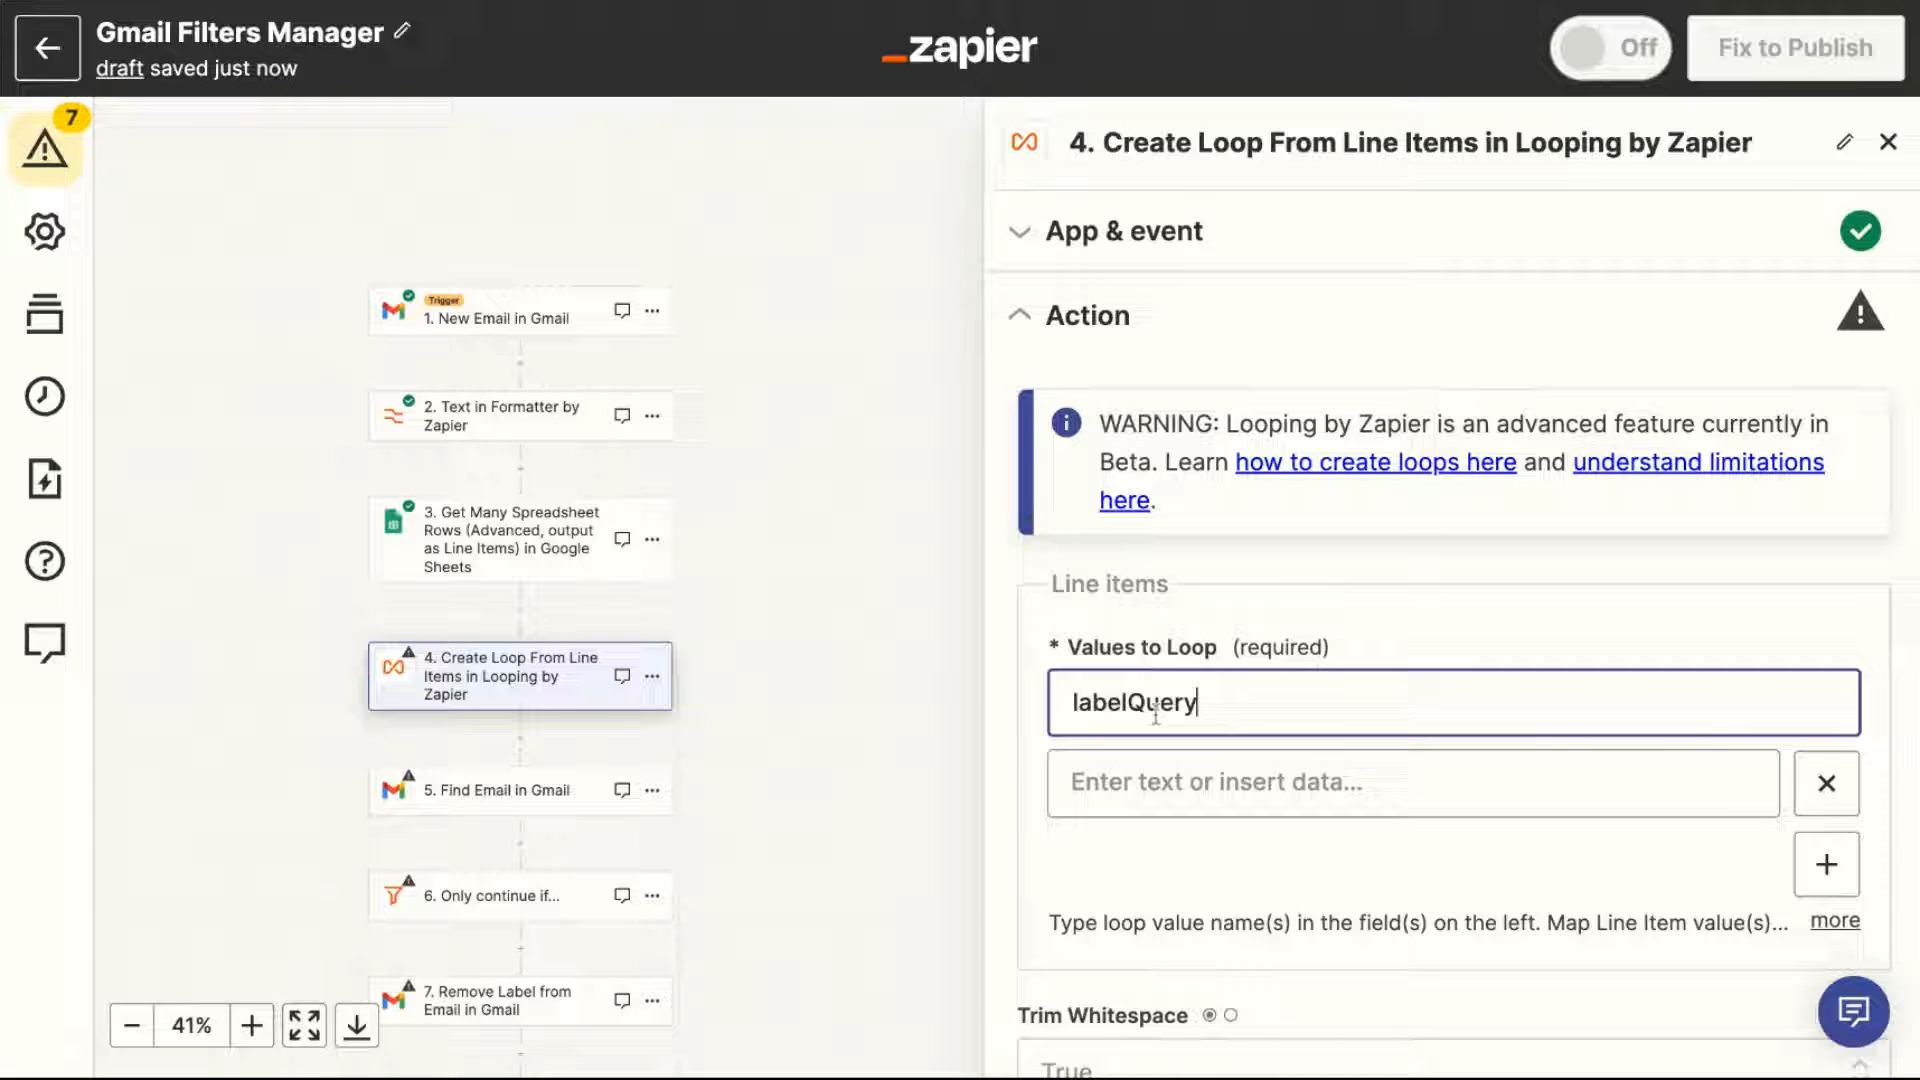 Gmail Filters Manager
draft saved just now
zapier
Off
Fix to Publish
7
Trigger
1. New Email in Gmail
2. Text in Formatter by
Zapier
3. Get Many Spreadsheet
Rows (Advanced, output
as Line Items) in Google
Sheets
4. Create Loop From Line
Items in Looping by
Zapier
5. Find Email in Gmail
6. Only continue if...
7. Remove Label from
Email in Gmail
41%
4. Create Loop From Line Items in Looping by Zapier
App & event
Action
WARNING: Looping by Zapier is an advanced feature currently in
Beta. Learn how to create loops here and understand limitations
here.
Line items
* Values to Loop (required)
labelQuery
Enter text or insert data...
Type loop value name(s) in the field(s) on the left. Map Line Item value(s)... more
Trim Whitespace
True